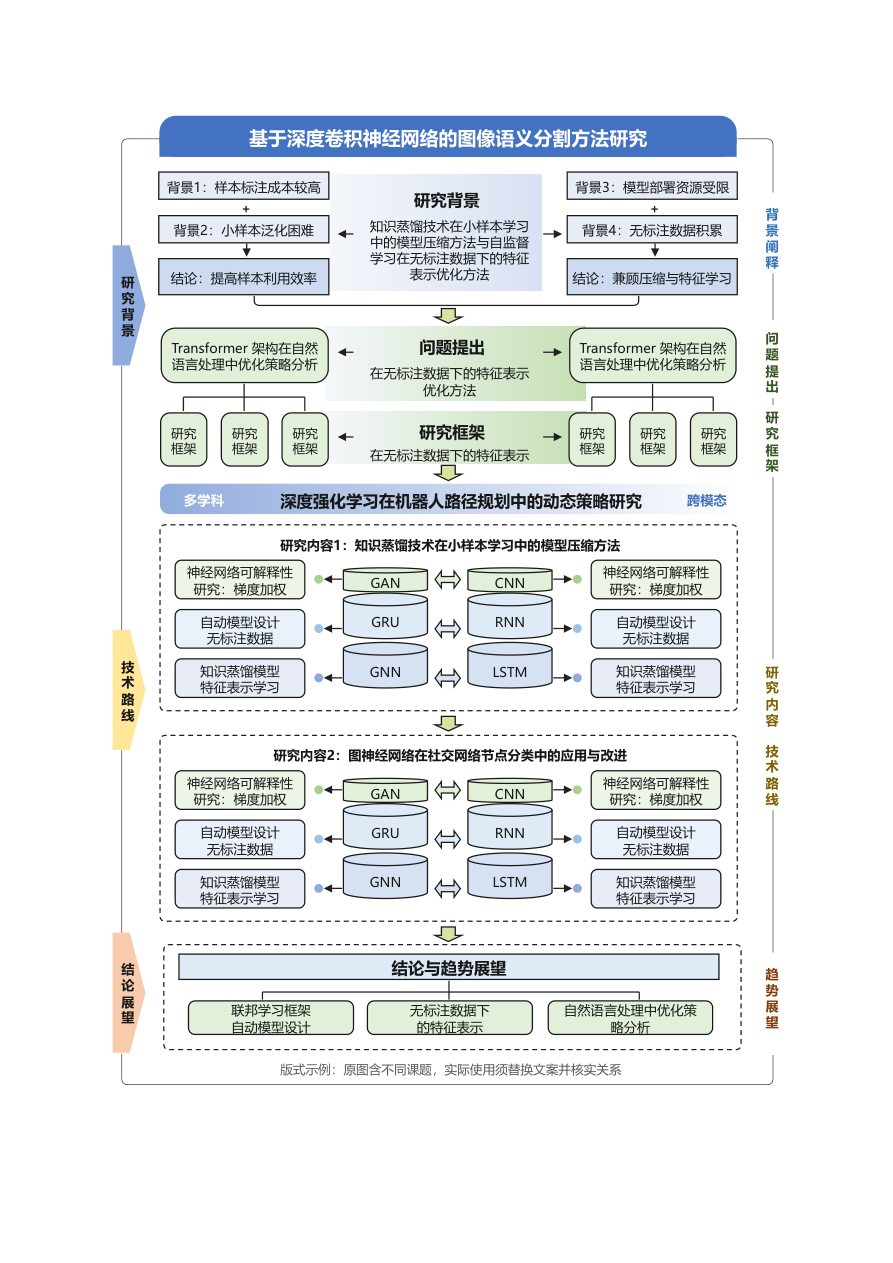 基于深度卷积神经网络的图像语义分割方法研究
背景1：样本标注成本较高
+
背景2：小样本泛化困难
结论：提高样本利用效率
研究背景
知识蒸馏技术在小样本学习
中的模型压缩方法与自监督
学习在无标注数据下的特征
表示优化方法
背景3：模型部署资源受限
+
背景4：无标注数据积累
结论：兼顾压缩与特征学习
研究背景
背景阐释
Transformer 架构在自然
语言处理中优化策略分析
问题提出
在无标注数据下的特征表示
优化方法
Transformer 架构在自然
语言处理中优化策略分析
问题提出
研究
框架
研究
框架
研究
框架
研究框架
在无标注数据下的特征表示
研究
框架
研究
框架
研究
框架
研究框架
多学科
深度强化学习在机器人路径规划中的动态策略研究
跨模态
研究内容1：知识蒸馏技术在小样本学习中的模型压缩方法
神经网络可解释性
研究：梯度加权
GAN
CNN
神经网络可解释性
研究：梯度加权
自动模型设计
无标注数据
GRU
RNN
自动模型设计
无标注数据
知识蒸馏模型
特征表示学习
GNN
LSTM
知识蒸馏模型
特征表示学习
技术路线
研究内容
技术路线
研究内容2：图神经网络在社交网络节点分类中的应用与改进
神经网络可解释性
研究：梯度加权
GAN
CNN
神经网络可解释性
研究：梯度加权
自动模型设计
无标注数据
GRU
RNN
自动模型设计
无标注数据
知识蒸馏模型
特征表示学习
GNN
LSTM
知识蒸馏模型
特征表示学习
结论展望
结论与趋势展望
联邦学习框架
自动模型设计
无标注数据下
的特征表示
自然语言处理中优化策
略分析
趋势展望
版式示例：原图含不同课题，实际使用须替换文案并核实关系